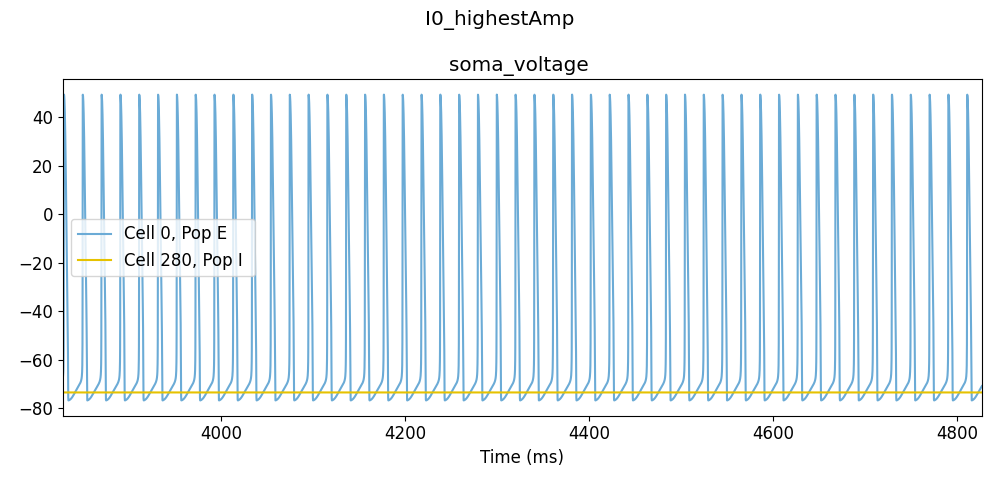 I0_highestAmp
soma_voltage
40
20
0
−20
−40
−60
−80
Cell 0, Pop E
Cell 280, Pop I
4000 4200 4400 4600 4800
Time (ms)